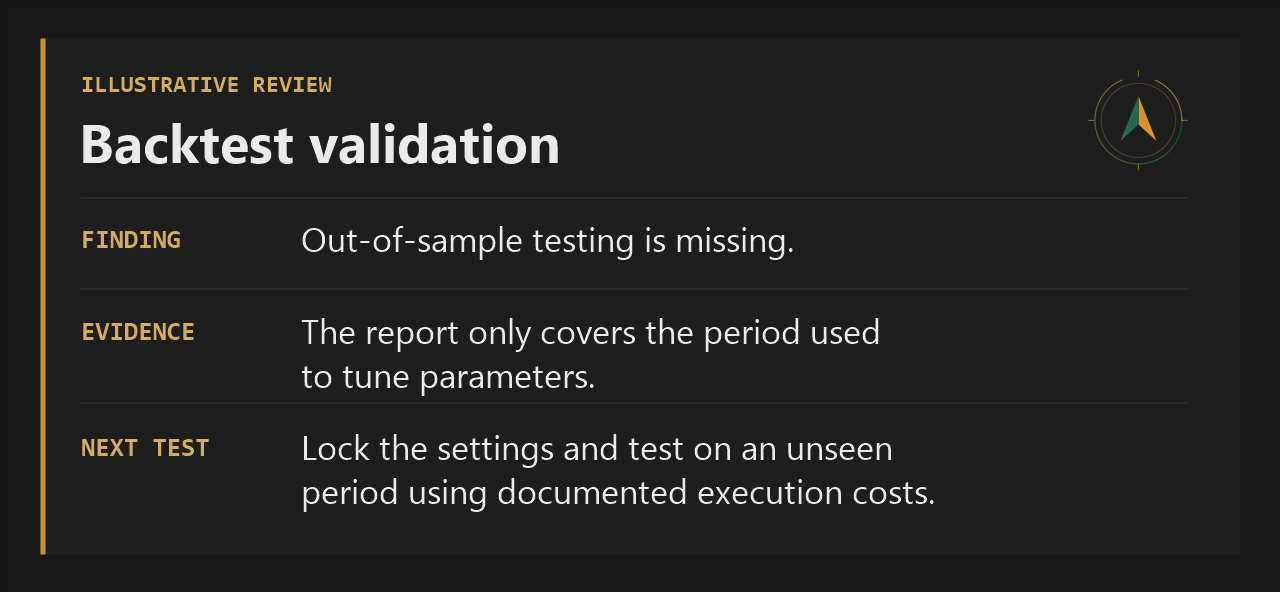 ILLUSTRATIVE REVIEW
Backtest validation
FINDING
Out-of-sample testing is missing.
EVIDENCE
The report only covers the period used
to tune parameters.
NEXT TEST
Lock the settings and test on an unseen
period using documented execution costs.